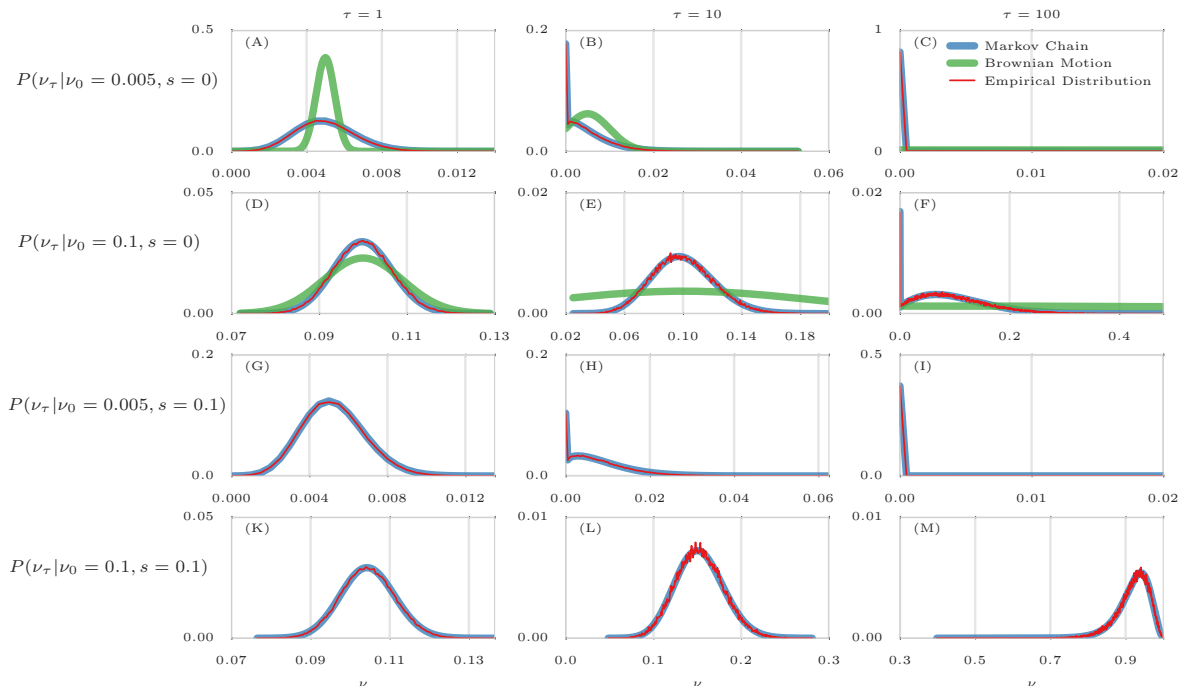 τ = 1 τ = 10 τ = 100
P(ν_τ|ν_0 = 0.005, s = 0)
0.5 (A) 0.2 (B) 1 (C)
Markov Chain
Brownian Motion
Empirical Distribution
0.0 0.0 0
0.000 0.004 0.008 0.012 0.00 0.02 0.04 0.06 0.00 0.01 0.02
P(ν_τ|ν_0 = 0.1, s = 0)
0.05 (D) 0.02 (E) 0.02 (F)
0.00 0.00 0.00
0.07 0.09 0.11 0.13 0.02 0.06 0.10 0.14 0.18 0.0 0.2 0.4
P(ν_τ|ν_0 = 0.005, s = 0.1)
0.2 (G) 0.2 (H) 0.5 (I)
0.0 0.0 0.0
0.000 0.004 0.008 0.012 0.00 0.02 0.04 0.06 0.00 0.01 0.02
P(ν_τ|ν_0 = 0.1, s = 0.1)
0.05 (K) 0.01 (L) 0.01 (M)
0.00 0.00 0.00
0.07 0.09 0.11 0.13 0.0 0.1 0.2 0.3 0.3 0.5 0.7 0.9
ν ν ν